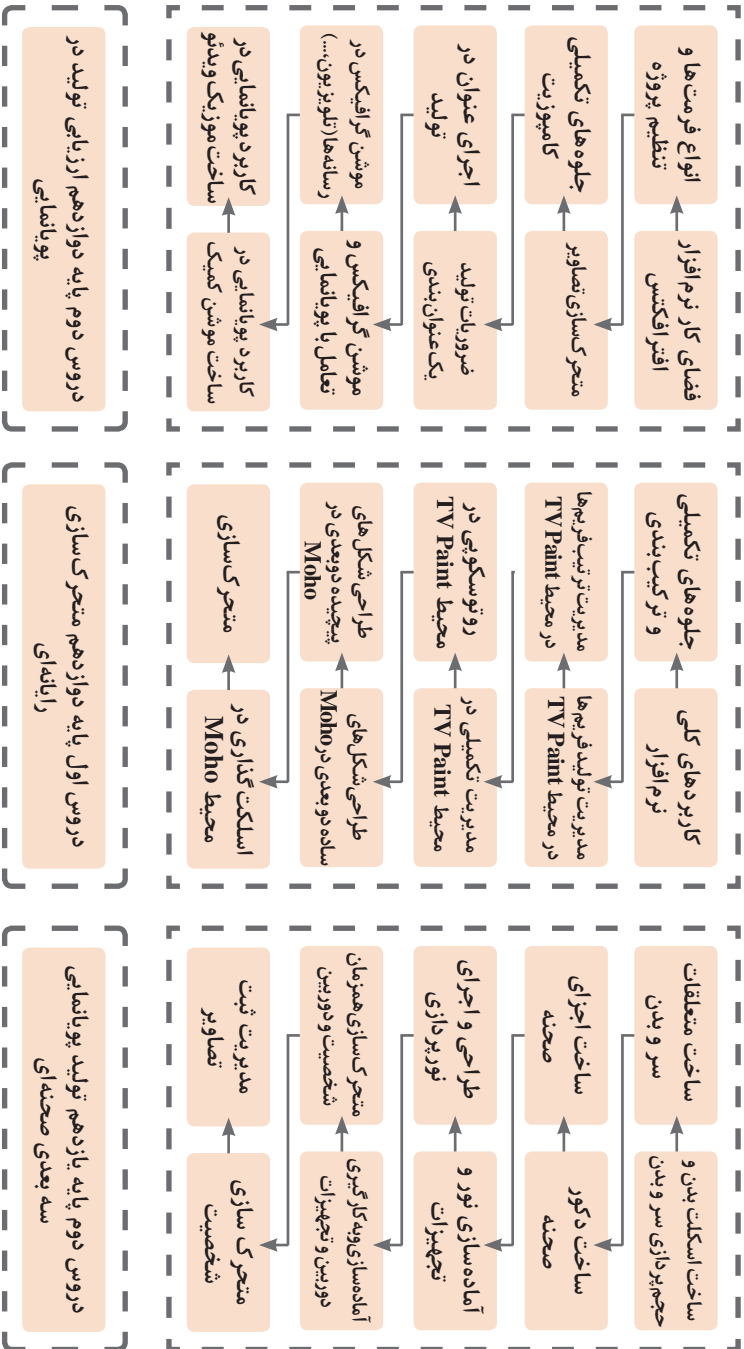 ساخت اسکلت بدن و
حجم‌پردازی سر و بدن
ساخت متعلقات
سر و بدن
ساخت دکور
صحنه
ساخت اجزای
صحنه
آماده‌سازی نور و
تجهیزات
طراحی و اجرای
نورپردازی
آماده‌سازی و به کارگیری
دوربین و تجهیزات
متحرک‌سازی همزمان
شخصیت و دوربین
متحرک سازی
شخصیت
مدیریت ثبت
تصاویر
دروس دوم پایه یازدهم تولید پویانمایی
سه بعدی صحنه‌ای
کاربردهای کلی
نرم‌افزار
جلوه‌های تکمیلی
و ترکیب‌بندی
مدیریت تولید فریم‌ها
در محیط TV Paint
مدیریت ترتیب فریم‌ها
در محیط TV Paint
مدیریت تکمیلی در
محیط TV Paint
روتوسکوپی در
محیط TV Paint
طراحی شکل‌های
ساده دوبعدی در Moho
طراحی شکل‌های
پیچیده دوبعدی در
Moho
اسلکت گذاری در
محیط Moho
متحرک‌سازی
دروس اول پایه دوازدهم متحرک‌سازی
رایانه‌ای
فضای کار نرم‌افزار
افترافکتس
انواع فرمت‌ها و
تنظیم پروژه
متحرک‌سازی تصاویر
جلوه‌های تکمیلی
کامپوزیت
ضروریات تولید
یک عنوان‌بندی
اجرای عنوان در
تولید
موشن گرافیکس و
تعامل با پویانمایی
موشن گرافیکس در
رسانه‌ها (تلویزیون،...)
کاربرد پویانمایی در
ساخت موشن کمیک
کاربرد پویانمایی در
ساخت موزیک ویدئو
دروس دوم پایه دوازدهم ارزیابی تولید در
پویانمایی